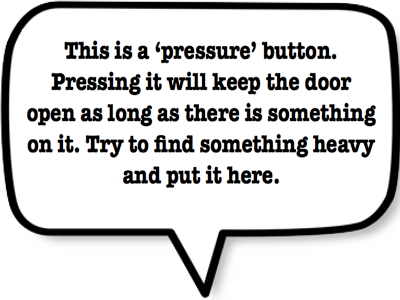 This is a ‘pressure’ button.
Pressing it will keep the door
open as long as there is something
on it. Try to find something heavy
and put it here.